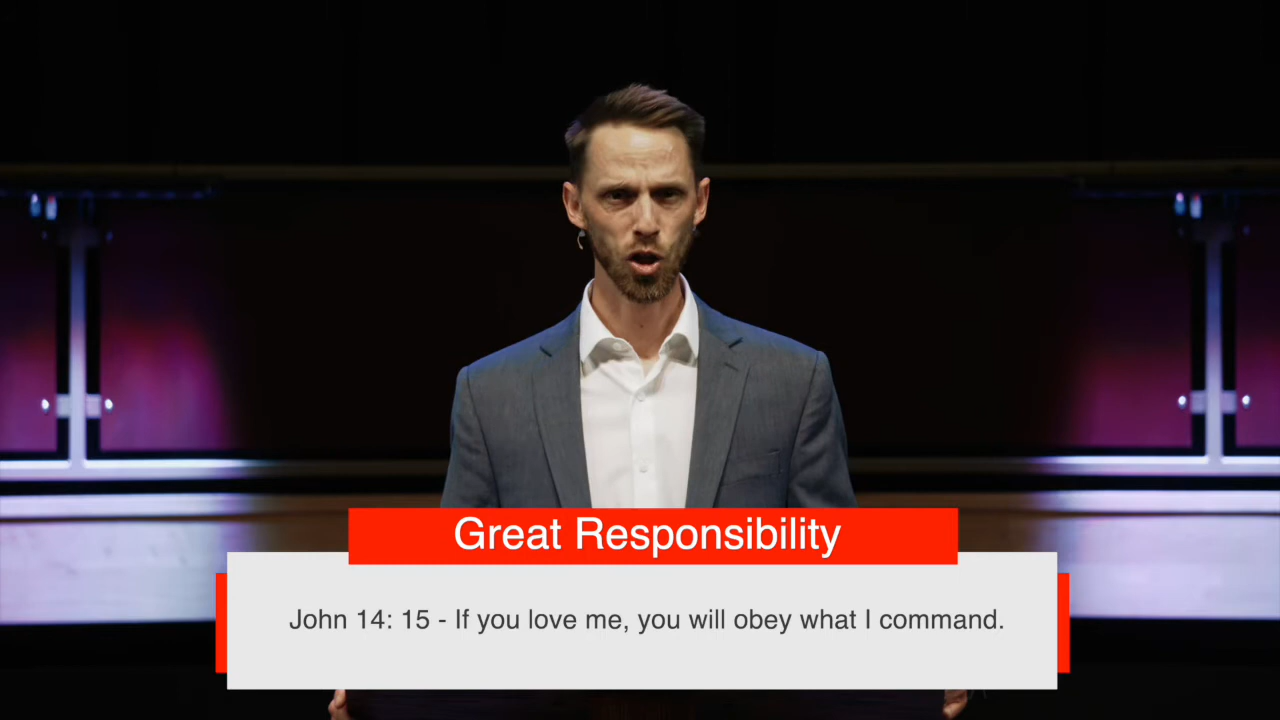 Great Responsibility
John 14: 15 - If you love me, you will obey what I command.